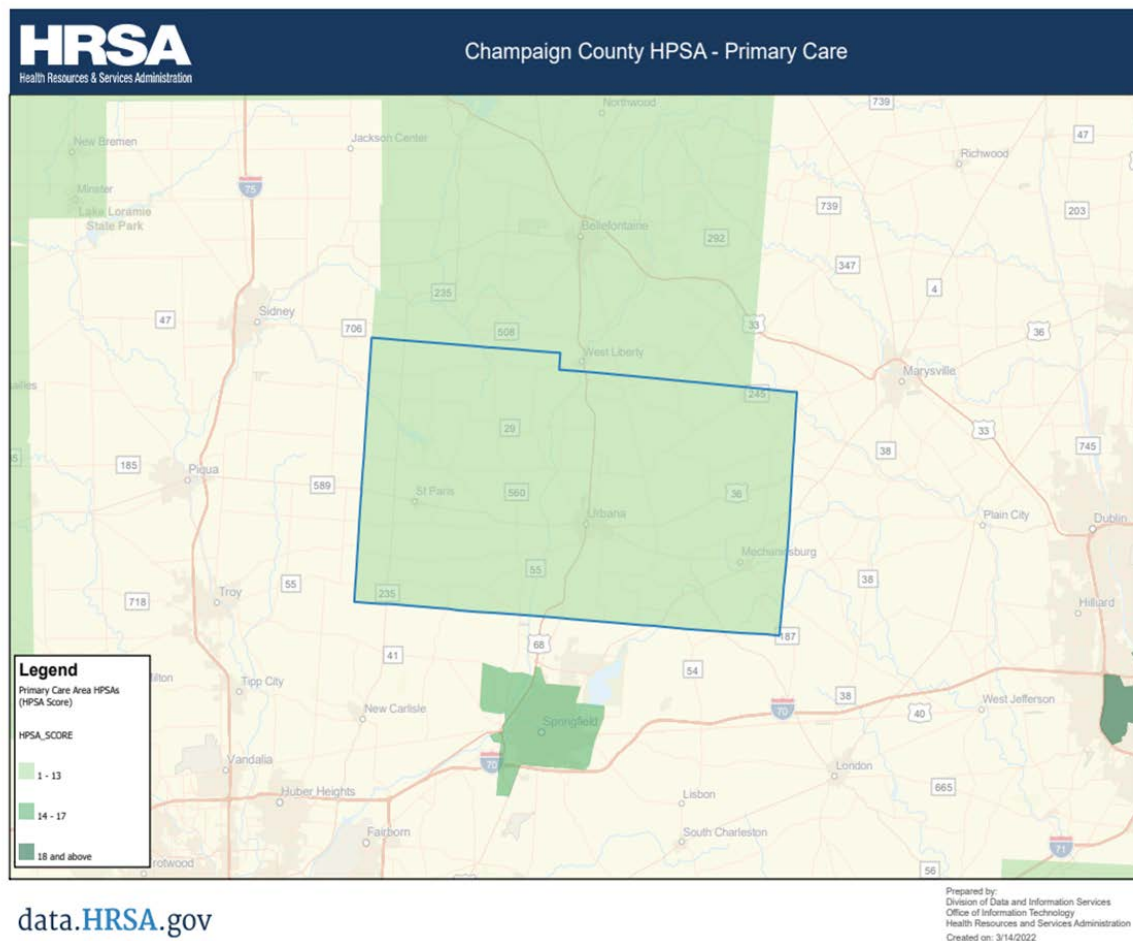 HRSA
Health Resources & Services Administration
Champaign County HPSA - Primary Care
Northwood
739
47
New Bremen
Jackson Center
Richwood
75
Minster
Lake Loramie
State Park
739
203
Bellefontaine
292
347
235
4
Sidney
47
706
508
33
36
West Liberty
Marysville
245
29
33
38
745
185
Piqua
589
St Paris
560
36
Urbana
Plain City
Dublin
Mechanicsburg
55
55
38
718
Troy
235
Hilliard
187
68
41
54
Tipp City
70
38
West Jefferson
New Carlisle
40
Springfield
Vandalia
70
London
665
Huber Heights
Lisbon
Fairborn
South Charleston
71
56
Legend
Primary Care Area HPSAs
(HPSA Score)
HPSA_SCORE
1 - 13
14 - 17
18 and above
data.HRSA.gov
Prepared by:
Division of Data and Information Services
Office of Information Technology
Health Resources and Services Administration
Created on: 3/14/2022